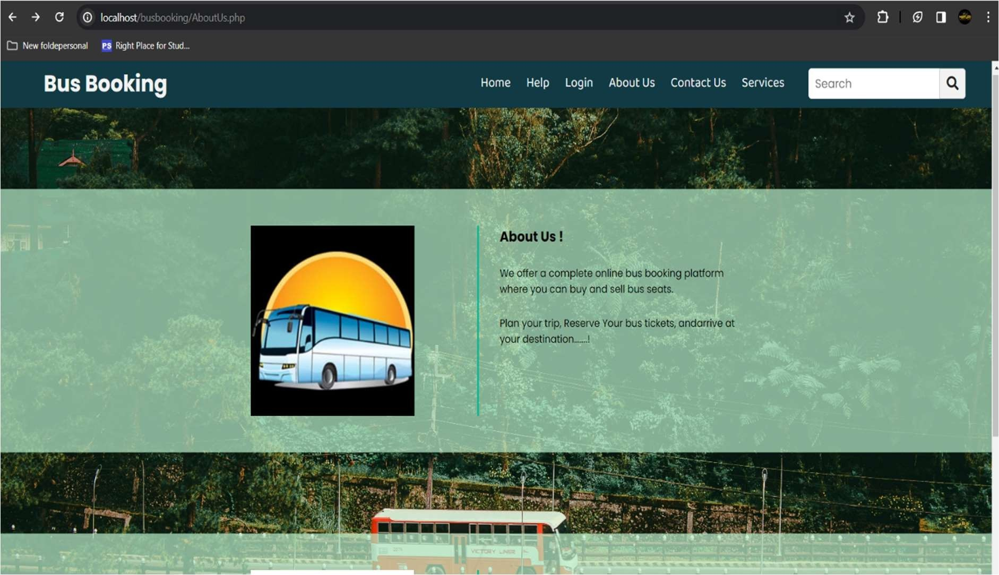 localhost/busbooking/AboutUs.php
New foldepersonal
PS Right Place for Stud...
Bus Booking
Home Help Login About Us Contact Us Services Search
About Us !
We offer a complete online bus booking platform
where you can buy and sell bus seats.
Plan your trip, Reserve Your bus tickets, andarrive at
your destination.......!
VICTORY LINER